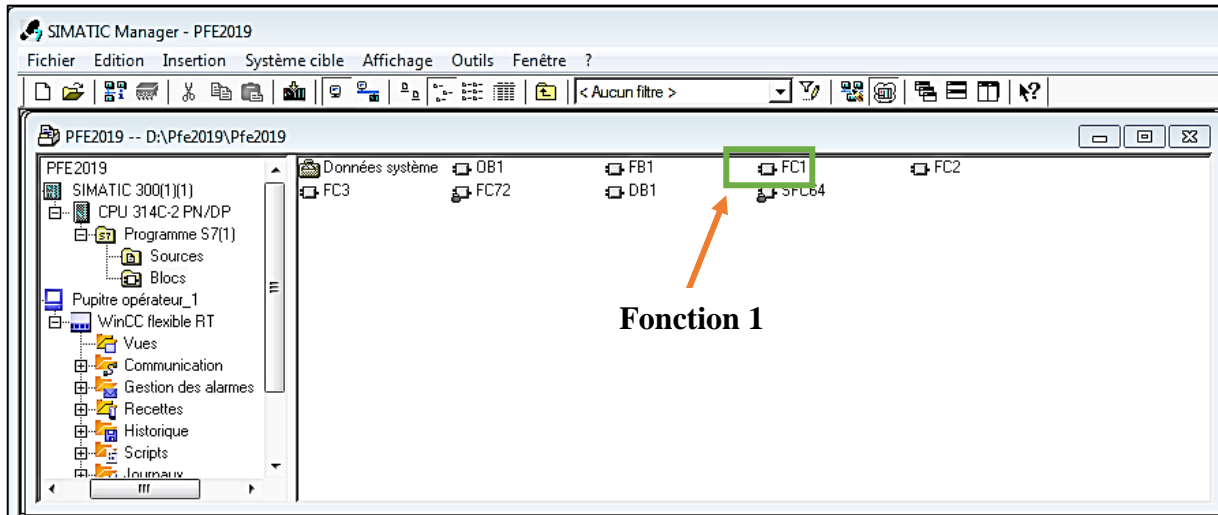 SIMATIC Manager - PFE2019
Fichier Edition Insertion Système cible Affichage Outils Fenêtre ?
< Aucun filtre >
PFE2019 -- D:\Pfe2019\Pfe2019
PFE2019
SIMATIC 300(1)(1)
CPU 314C-2 PN/DP
Programme S7(1)
Sources
Blocs
Pupitre opérateur_1
WinCC flexible RT
Vues
Communication
Gestion des alarmes
Recettes
Historique
Scripts
Journaux
Données système OB1 FB1 FC1 FC2
FC3 FC72 DB1 SFC64
Fonction 1